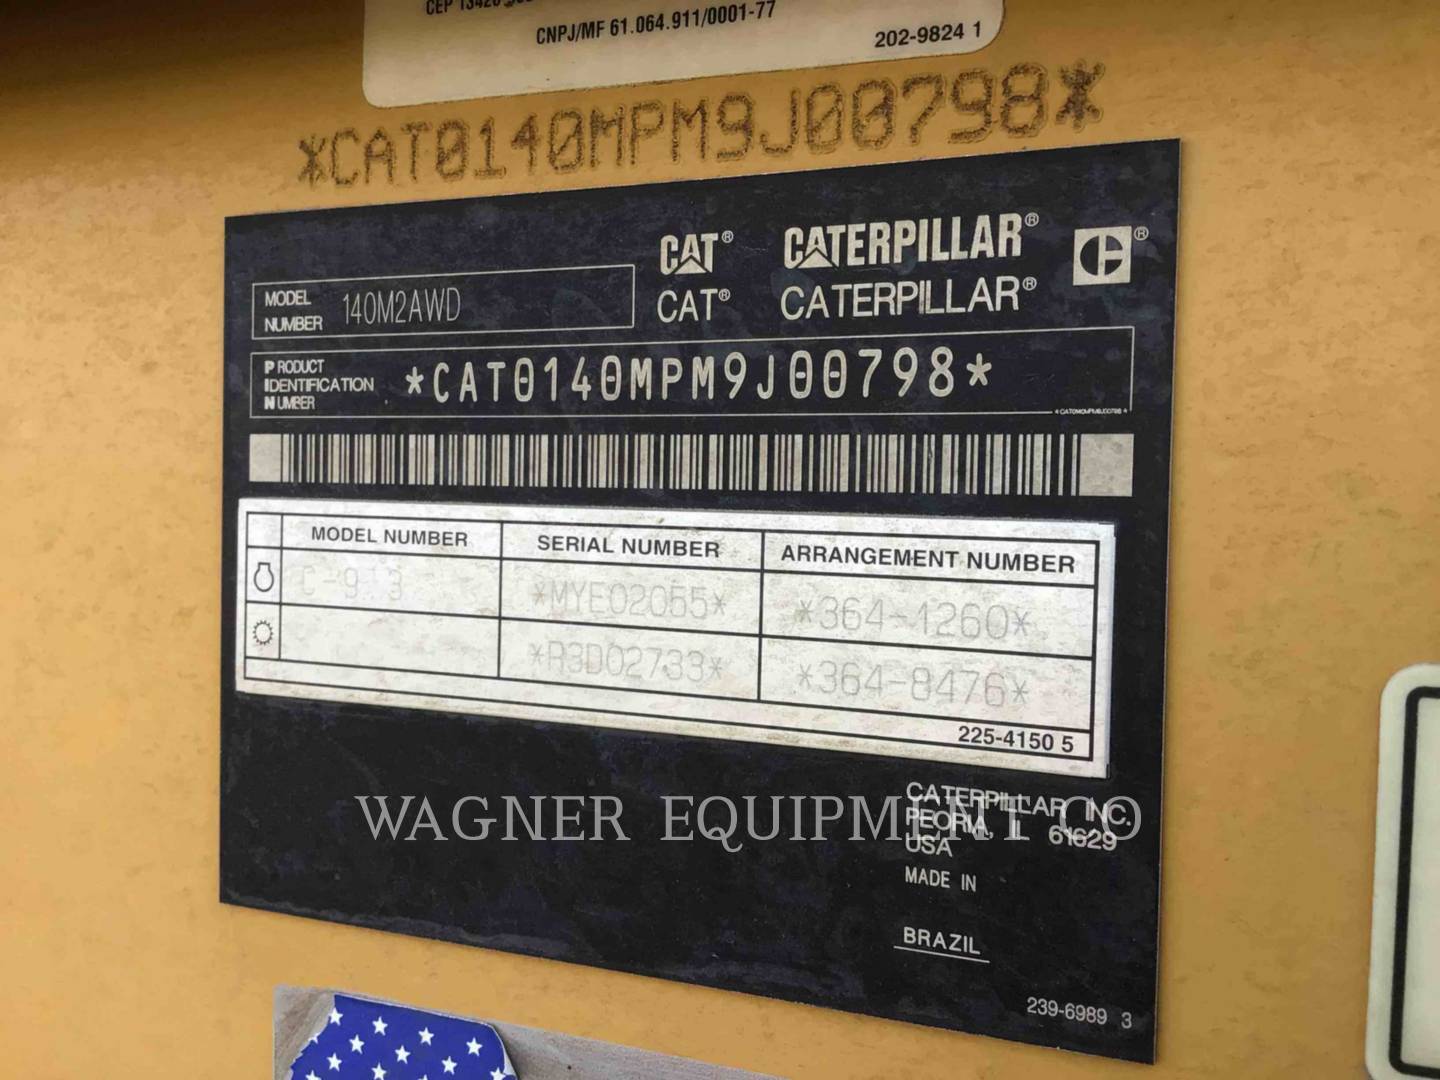 CNPJ/MF 61.064.911/0001-77
202-9824 1
*CAT0140MPM9J00798*
CAT® CATERPILLAR® ®
CAT® CATERPILLAR®
MODEL NUMBER 140M2AWD
PRODUCT IDENTIFICATION NUMBER *CAT0140MPM9J00798*
MODEL NUMBER SERIAL NUMBER ARRANGEMENT NUMBER
*MYE02055* *364-1260*
*R3D02733* *364-8476*
225-4150 5
WAGNER EQUIPMENT CO
CATERPILLAR INC.
PEORIA, IL 61629
USA
MADE IN
BRAZIL
239-6989 3